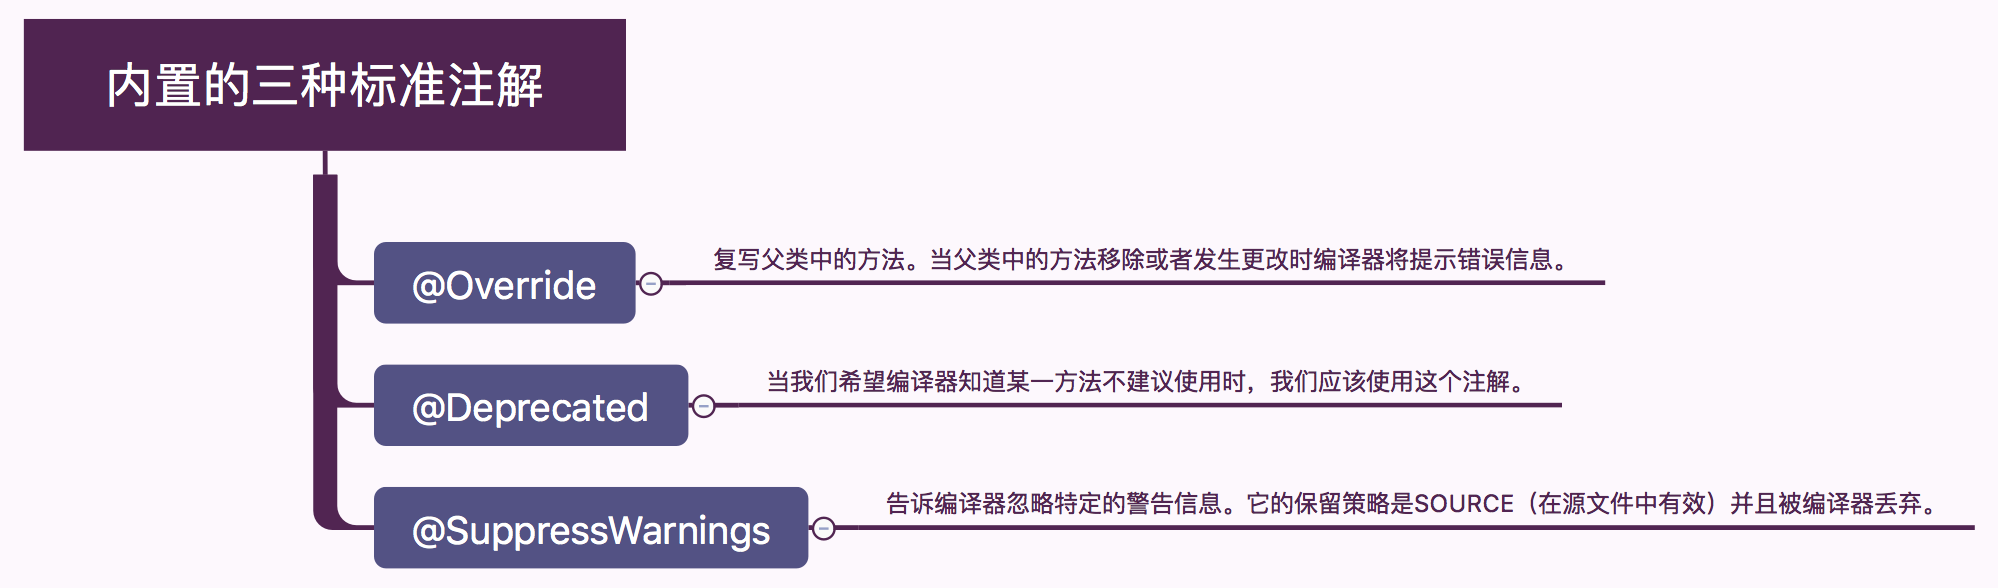 内置的三种标准注解
@Override
复写父类中的方法。当父类中的方法移除或者发生更改时编译器将提示错误信息。
@Deprecated
当我们希望编译器知道某一方法不建议使用时，我们应该使用这个注解。
@SuppressWarnings
告诉编译器忽略特定的警告信息。它的保留策略是SOURCE（在源文件中有效）并且被编译器丢弃。